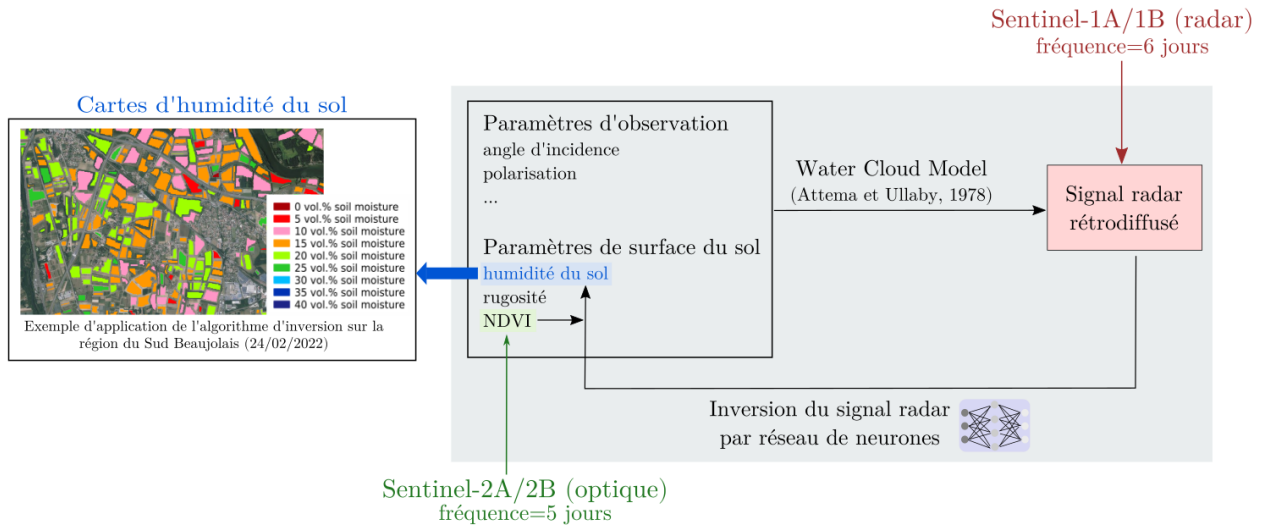 Sentinel-1A/1B (radar)
fréquence=6 jours
Cartes d'humidité du sol
0 vol.% soil moisture
5 vol.% soil moisture
10 vol.% soil moisture
15 vol.% soil moisture
20 vol.% soil moisture
25 vol.% soil moisture
30 vol.% soil moisture
35 vol.% soil moisture
40 vol.% soil moisture
Exemple d'application de l'algorithme d'inversion sur la
région du Sud Beaujolais (24/02/2022)
Paramètres d'observation
angle d'incidence
polarisation
...
Paramètres de surface du sol
humidité du sol
rugosité
NDVI
Water Cloud Model
(Attema et Ullaby, 1978)
Signal radar
rétrodiffusé
Inversion du signal radar
par réseau de neurones
Sentinel-2A/2B (optique)
fréquence=5 jours